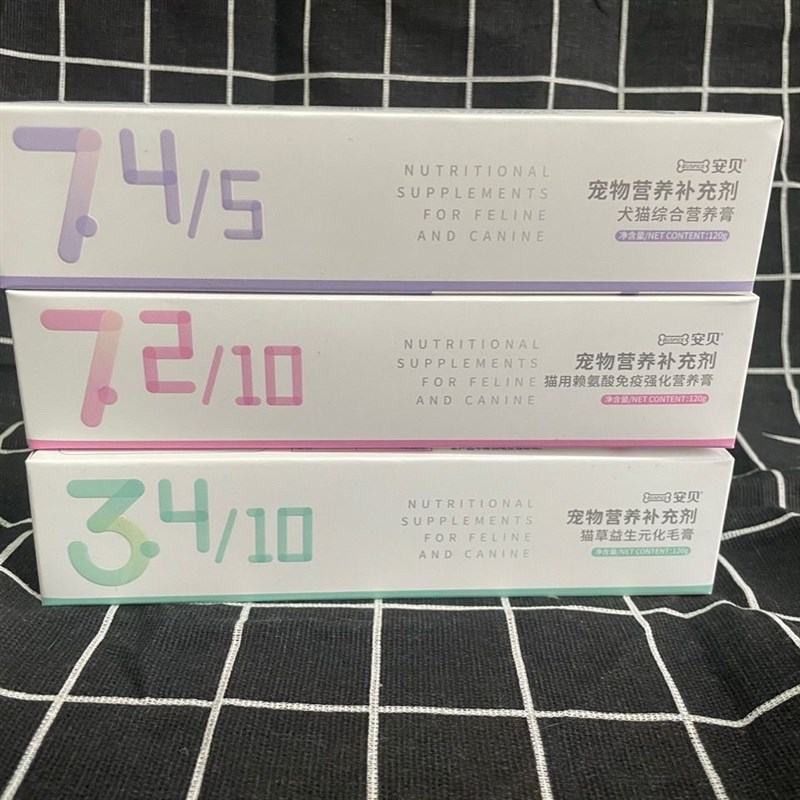 7.4/5
NUTRITIONAL
SUPPLEMENTS
FOR FELINE
AND CANINE
安贝
宠物营养补充剂
犬猫综合营养膏
净含量/NET CONTENT:120g
7.2/10
NUTRITIONAL
SUPPLEMENTS
FOR FELINE
AND CANINE
安贝
宠物营养补充剂
猫用赖氨酸免疫强化营养膏
净含量/NET CONTENT:120g
3.4/10
NUTRITIONAL
SUPPLEMENTS
FOR FELINE
AND CANINE
安贝
宠物营养补充剂
猫草益生元化毛膏
净含量/NET CONTENT:120g